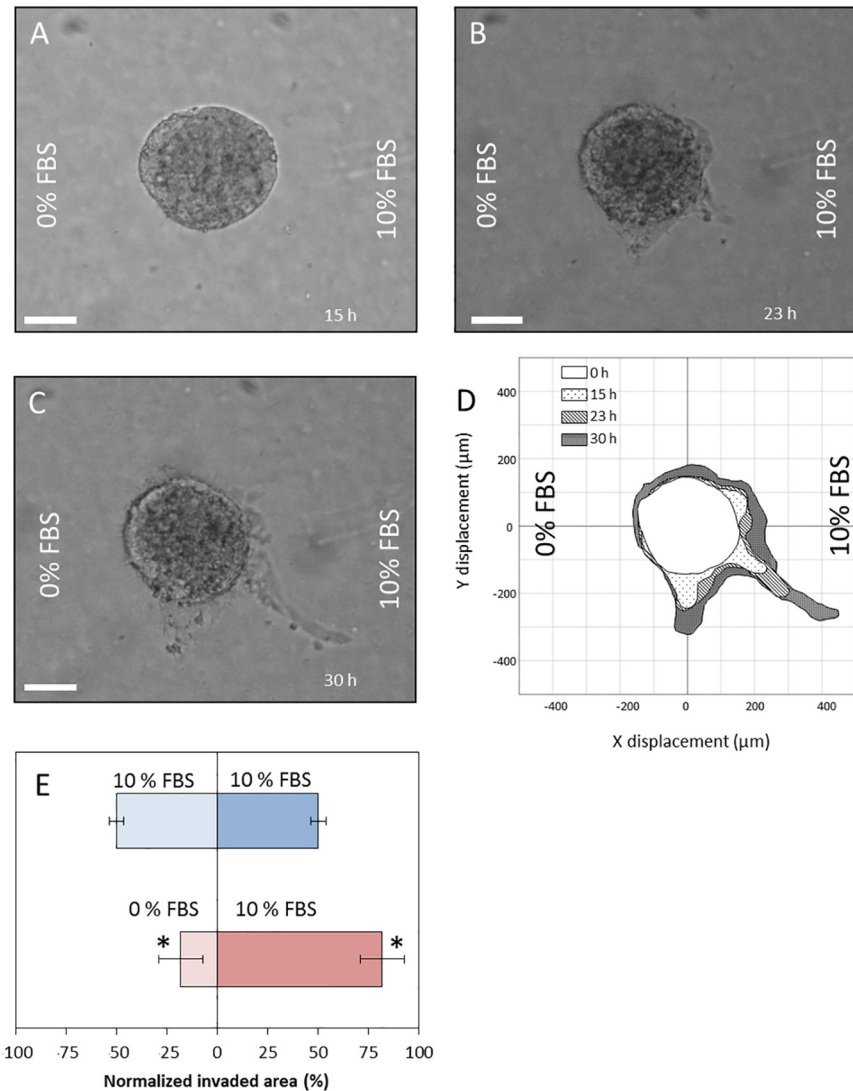 A
0% FBS
10% FBS
15 h
B
0% FBS
10% FBS
23 h
C
0% FBS
10% FBS
30 h
D
0 h
15 h
23 h
30 h
0% FBS
10% FBS
Y displacement (µm)
400
200
0
-200
-400
-400 -200 0 200 400
X displacement (µm)
E
10 % FBS 10 % FBS
0 % FBS 10 % FBS
* *
-100 -75 -50 -25 0 25 50 75 100
Normalized invaded area (%)